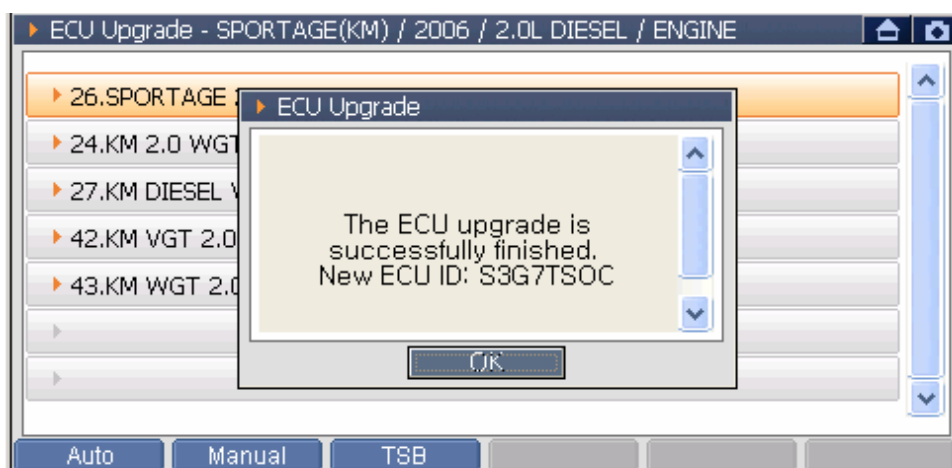 ECU Upgrade - SPORTAGE(KM) / 2006 / 2.0L DIESEL / ENGINE
26.SPORTAGE
ECU Upgrade
24.KM 2.0 WGT
27.KM DIESEL
The ECU upgrade is
successfully finished.
New ECU ID: S3G7TSOC
42.KM VGT 2.0
43.KM WGT 2.0
OK
Auto Manual TSB